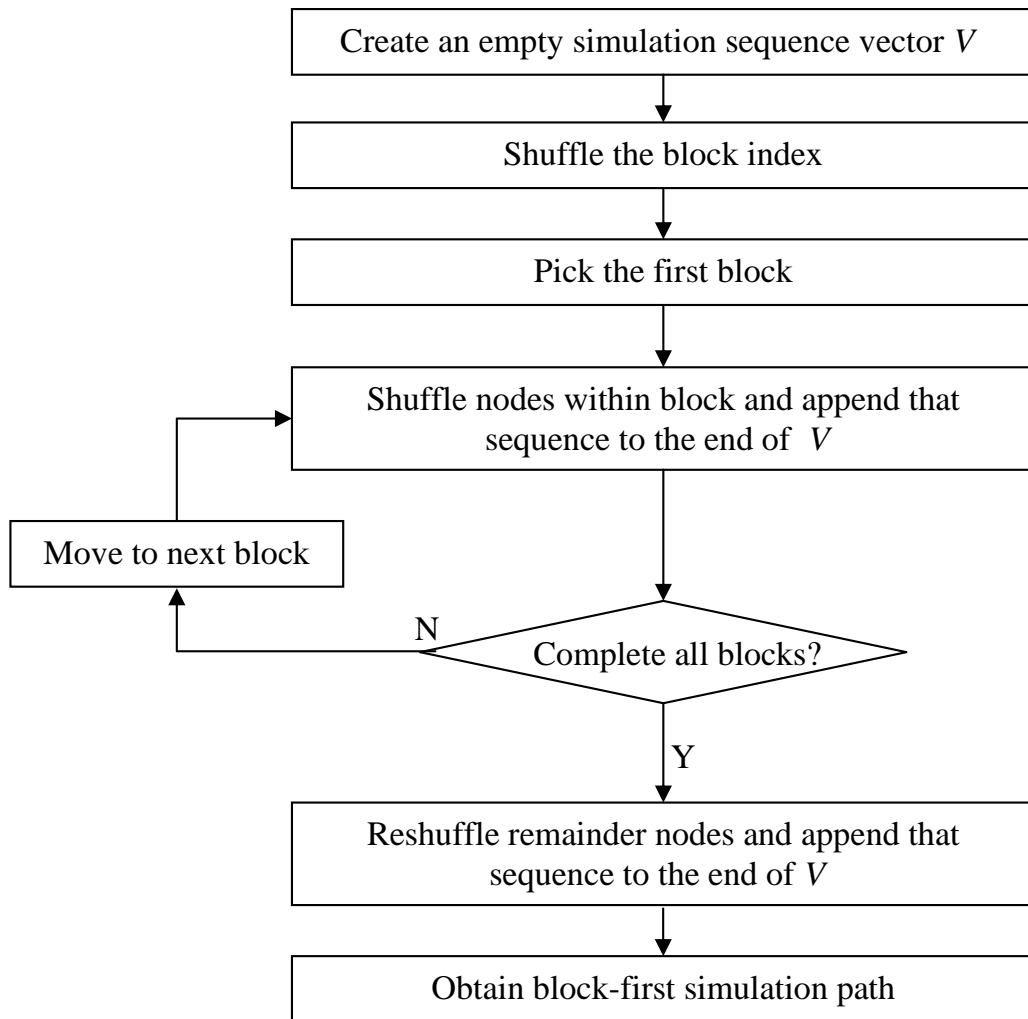 Create an empty simulation sequence vector V
Shuffle the block index
Pick the first block
Shuffle nodes within block and append that
sequence to the end of V
Move to next block
N
Complete all blocks?
Y
Reshuffle remainder nodes and append that
sequence to the end of V
Obtain block-first simulation path